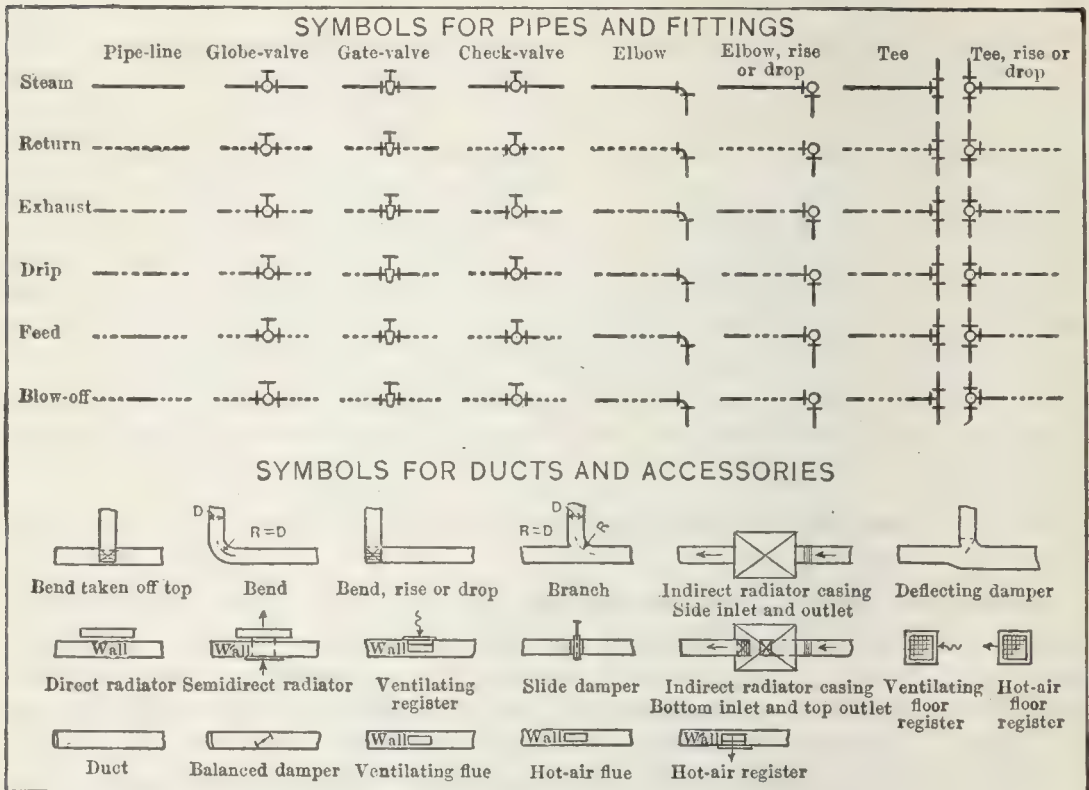 SYMBOLS FOR PIPES AND FITTINGS
Pipe-line Globe-valve Gate-valve Check-valve Elbow Elbow, rise or drop Tee Tee, rise or drop
Steam
Return
Exhaust
Drip
Feed
Blow-off
SYMBOLS FOR DUCTS AND ACCESSORIES
D R=D
D R=D R
Bend taken off top
Bend
Bend, rise or drop
Branch
Indirect radiator casing
Side inlet and outlet
Deflecting damper
Wall
Wall
Wall
Direct radiator
Semidirect radiator
Ventilating
register
Slide damper
Indirect radiator casing
Bottom inlet and top outlet
Ventilating
floor
register
Hot-air
floor
register
Wall
Wall
Wall
Duct
Balanced damper
Ventilating flue
Hot-air flue
Hot-air register